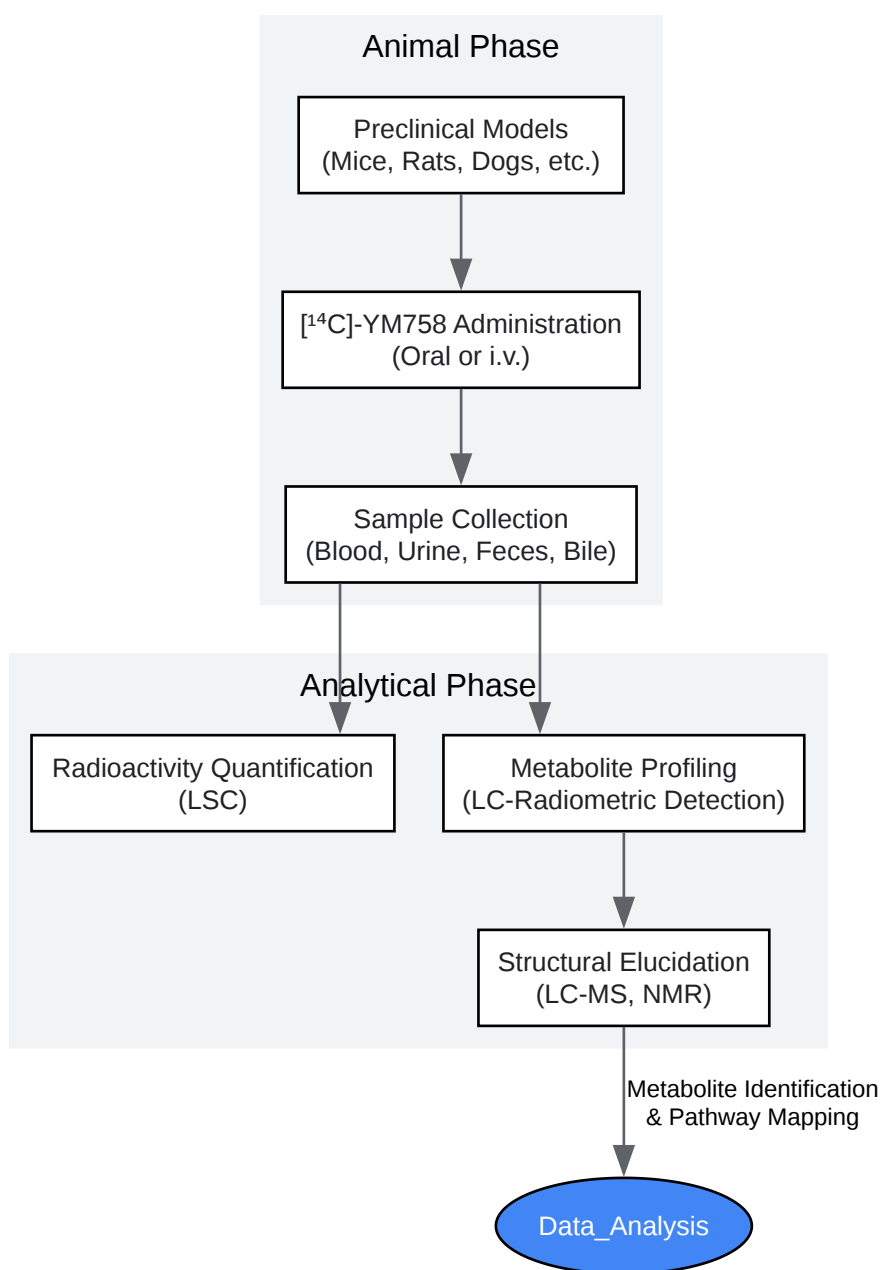 Animal Phase
Preclinical Models
(Mice, Rats, Dogs, etc.)
[¹⁴C]-YM758 Administration
(Oral or i.v.)
Sample Collection
(Blood, Urine, Feces, Bile)
Analytical Phase
Radioactivity Quantification
(LSC)
Metabolite Profiling
(LC-Radiometric Detection)
Structural Elucidation
(LC-MS, NMR)
Metabolite Identification
& Pathway Mapping
Data_Analysis